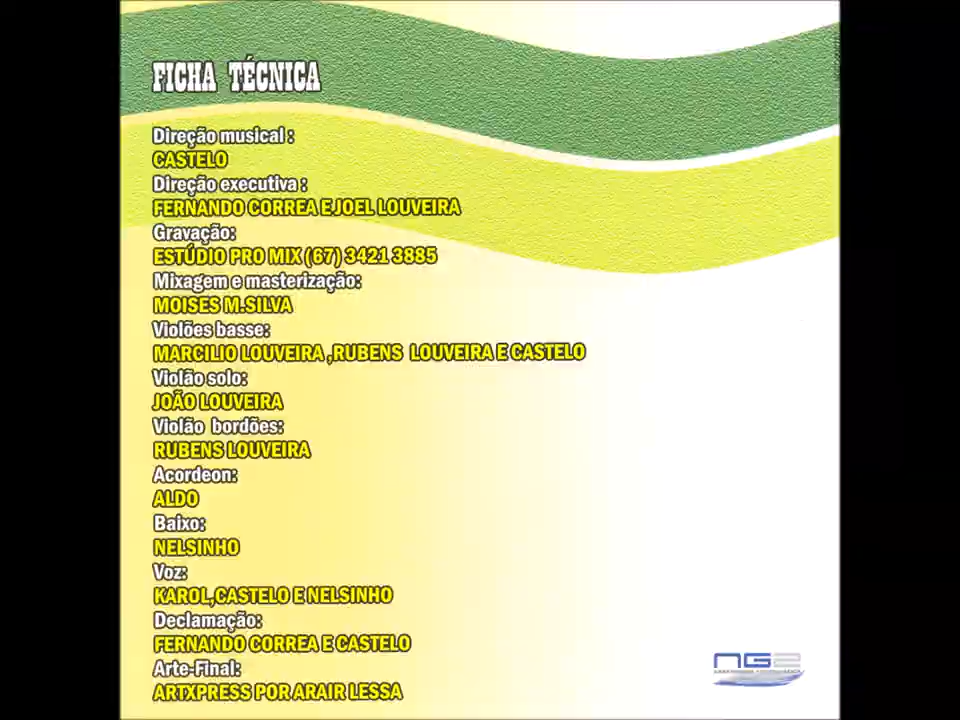 FICHA TÉCNICA
Direção musical :
CASTELO
Direção executiva :
FERNANDO CORREA E JOEL LOUVEIRA
Gravação:
ESTÚDIO PRO MIX (67) 3421 3885
Mixagem e masterização:
MOISES M.SILVA
Violões basse:
MARCILIO LOUVEIRA ,RUBENS LOUVEIRA E CASTELO
Violão solo:
JOÃO LOUVEIRA
Violão bordões:
RUBENS LOUVEIRA
Acordeon:
ALDO
Baixo:
NELSINHO
Voz:
KAROL,CASTELO E NELSINHO
Declamação:
FERNANDO CORREA E CASTELO
Arte-Final:
ARTXPRESS POR ARAIR LESSA
NG2